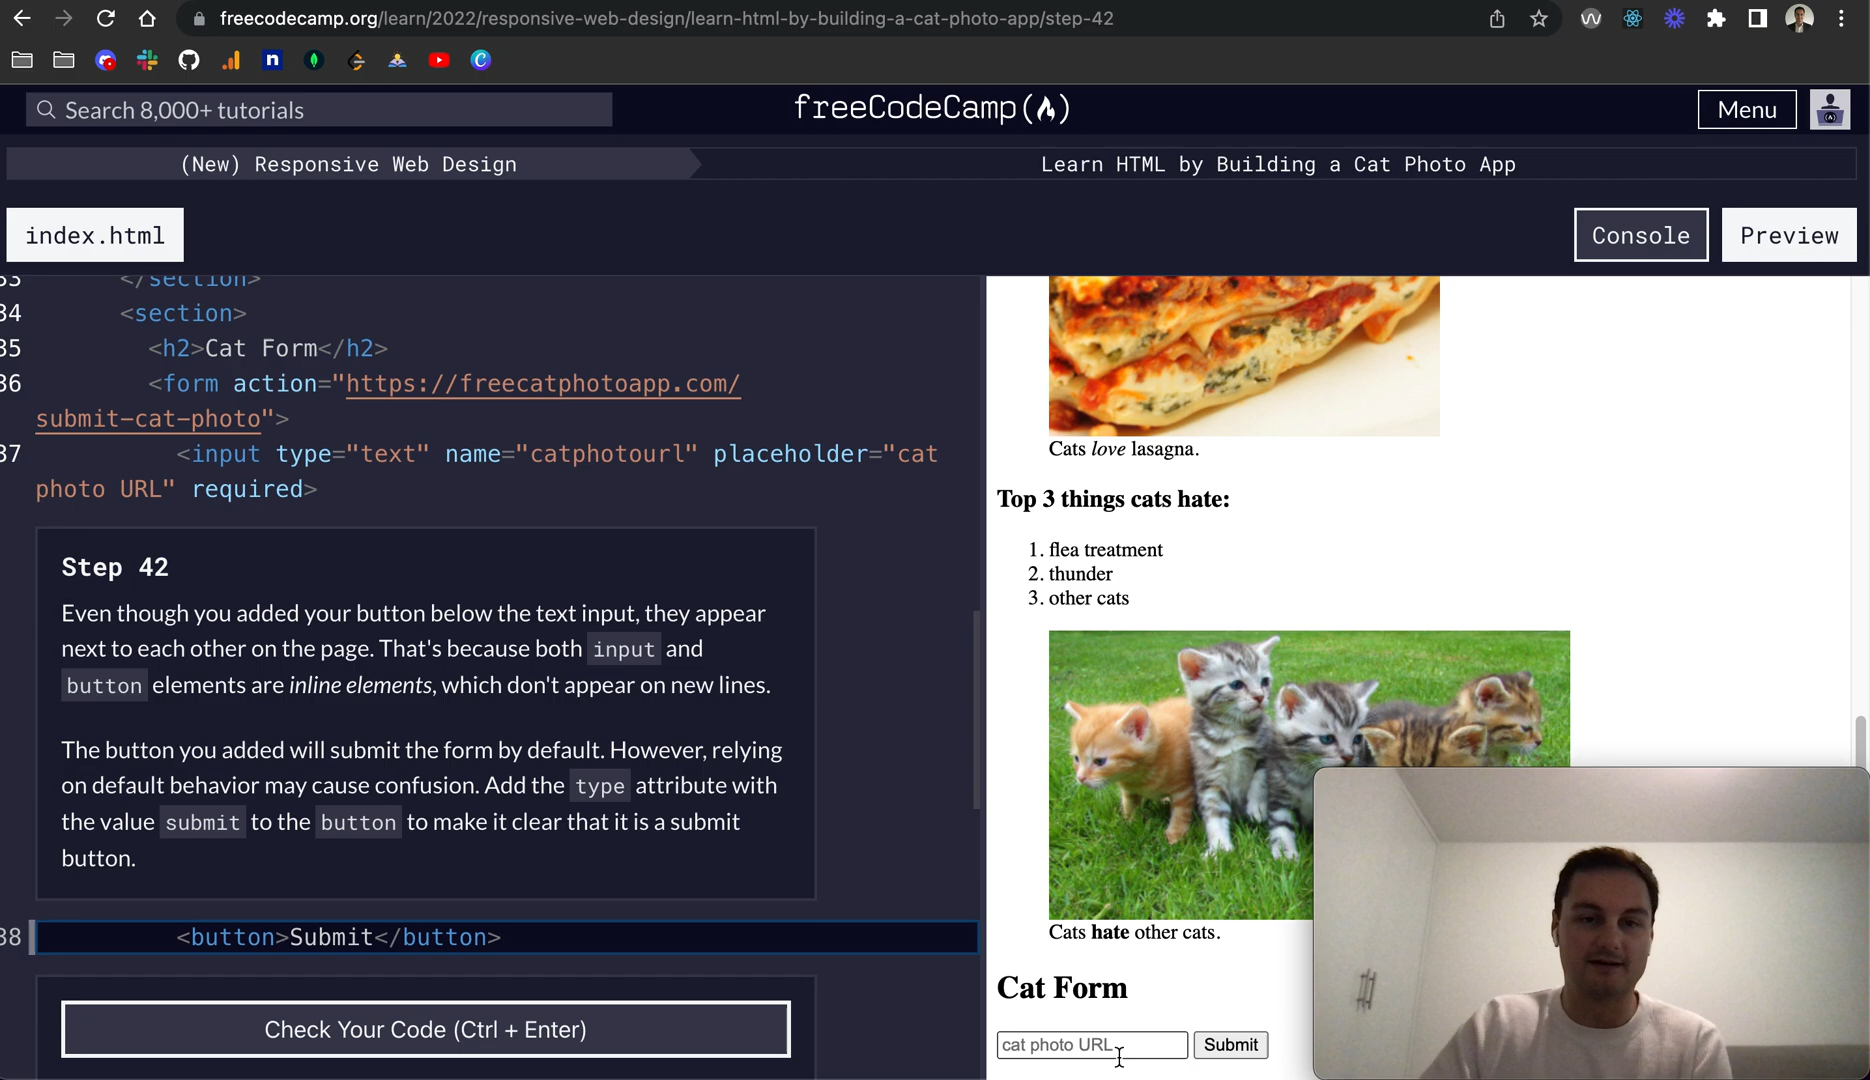 freecodecamp.org/learn/2022/responsive-web-design/learn-html-by-building-a-cat-photo-app/step-42
Search 8,000+ tutorials
freeCodeCamp
Menu
(New) Responsive Web Design
Learn HTML by Building a Cat Photo App
index.html
Console
Preview
33 </section>
34 <section>
35 <h2>Cat Form</h2>
36 <form action="https://freecatphotoapp.com/
submit-cat-photo">
37 <input type="text" name="catphotourl" placeholder="cat
photo URL" required>
Step 42
Even though you added your button below the text input, they appear
next to each other on the page. That's because both input and
button elements are inline elements, which don't appear on new lines.
The button you added will submit the form by default. However, relying
on default behavior may cause confusion. Add the type attribute with
the value submit to the button to make it clear that it is a submit
button.
38 <button>Submit</button>
Check Your Code (Ctrl + Enter)
Cats love lasagna.
Top 3 things cats hate:
1. flea treatment
2. thunder
3. other cats
Cats hate other cats.
Cat Form
cat photo URL
Submit